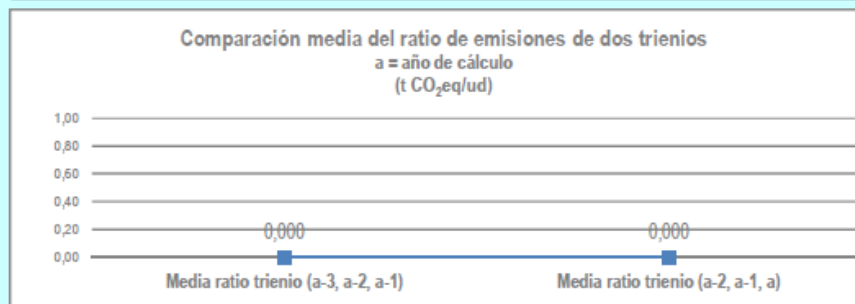 Comparación media del ratio de emisiones de dos trienios
a = año de cálculo
(t CO₂eq/ud)
1,00
0,80
0,60
0,40
0,20
0,00
0,000 0,000
Media ratio trienio (a-3, a-2, a-1) Media ratio trienio (a-2, a-1, a)